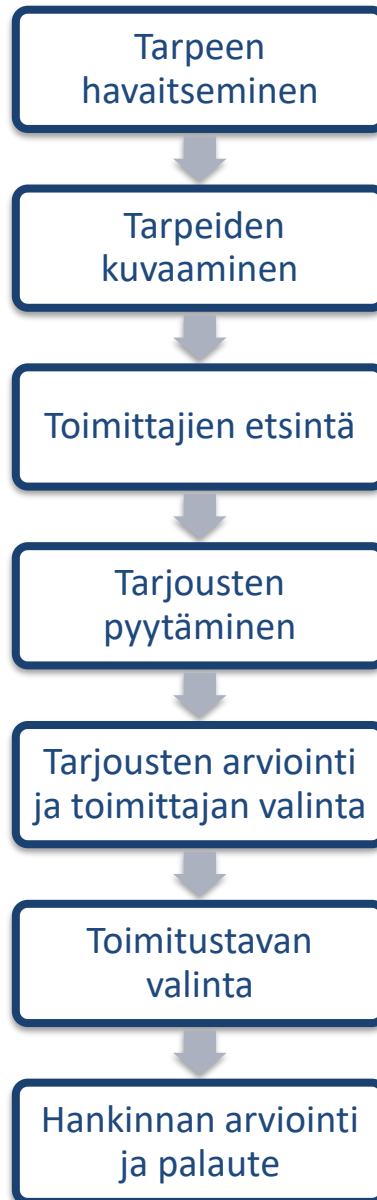 Tarpeen
havaitseminen
Tarpeiden
kuvaaminen
Toimittajien etsintä
Tarjousten
pyytäminen
Tarjousten arviointi
ja toimittajan valinta
Toimitustavan
valinta
Hankinnan arviointi
ja palaute